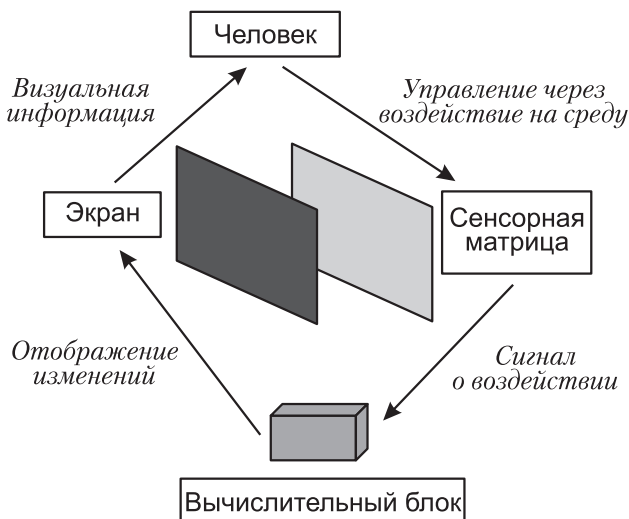 Человек
Визуальная
информация
Управление через
воздействие на среду
Экран
Сенсорная
матрица
Отображение
изменений
Сигнал
о воздействии
Вычислительный блок